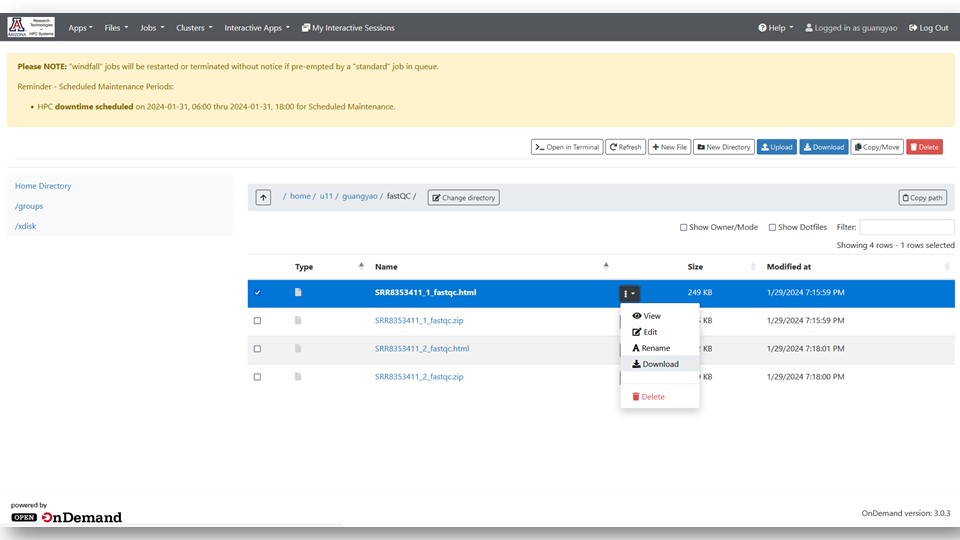 ARIZONA
Research Technologies HPC Systems
Apps Files Jobs Clusters Interactive Apps My Interactive Sessions Help Logged in as guangyao Log Out
Please NOTE: "windfall" jobs will be restarted or terminated without notice if pre-empted by a "standard" job in queue.
Reminder - Scheduled Maintenance Periods:
• HPC downtime scheduled on 2024-01-31, 06:00 thru 2024-01-31, 18:00 for Scheduled Maintenance.
>_ Open in Terminal Refresh New File New Directory Upload Download Copy/Move Delete
Home Directory
/groups
/xdisk
/ home / u11 / guangyao / fastQC / Change directory Copy path
Show Owner/Mode Show Dotfiles Filter:
Showing 4 rows - 1 rows selected
Type Name Size Modified at
SRR8353411_1_fastqc.html 249 KB 1/29/2024 7:15:59 PM
SRR8353411_1_fastqc.zip KB 1/29/2024 7:15:59 PM
SRR8353411_2_fastqc.html KB 1/29/2024 7:18:01 PM
SRR8353411_2_fastqc.zip KB 1/29/2024 7:18:00 PM
View
Edit
Rename
Download
Delete
powered by
OPEN OnDemand
OnDemand version: 3.0.3